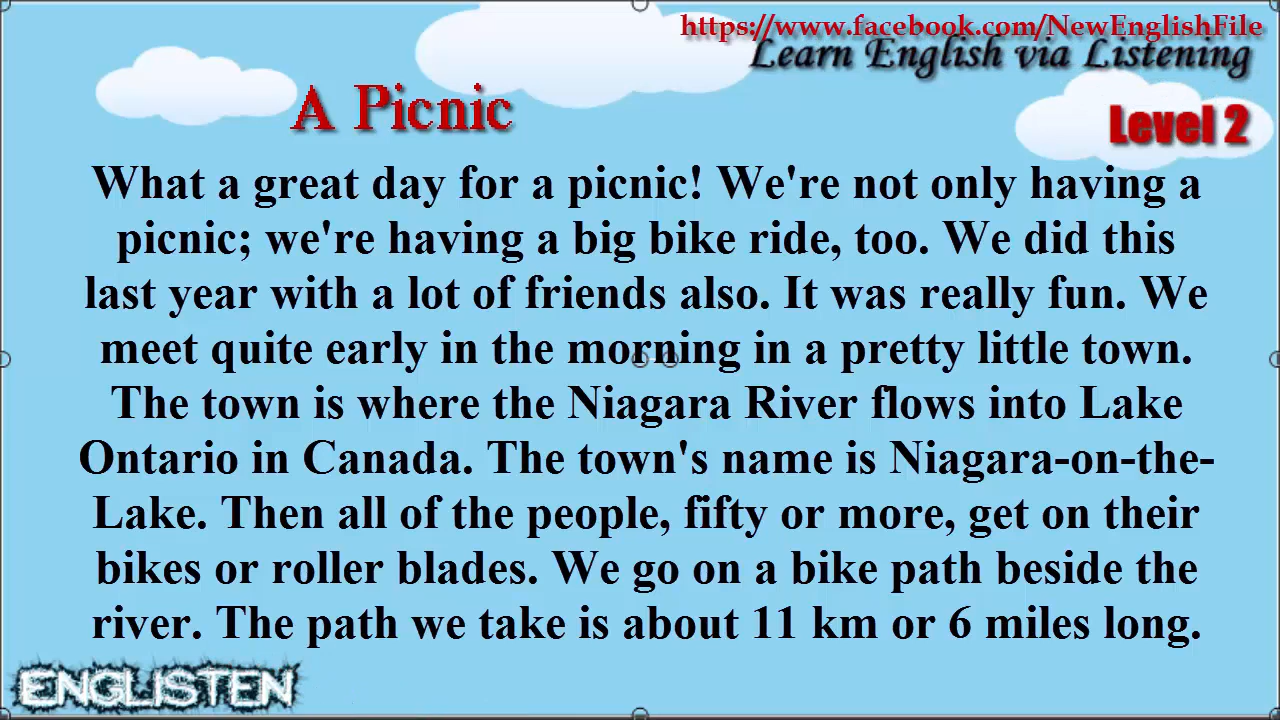 https://www.facebook.com/NewEnglishFile
Learn English via Listening
A Picnic
Level 2
What a great day for a picnic! We're not only having a
picnic; we're having a big bike ride, too. We did this
last year with a lot of friends also. It was really fun. We
meet quite early in the morning in a pretty little town.
The town is where the Niagara River flows into Lake
Ontario in Canada. The town's name is Niagara-on-the-
Lake. Then all of the people, fifty or more, get on their
bikes or roller blades. We go on a bike path beside the
river. The path we take is about 11 km or 6 miles long.
ENGLISTEN